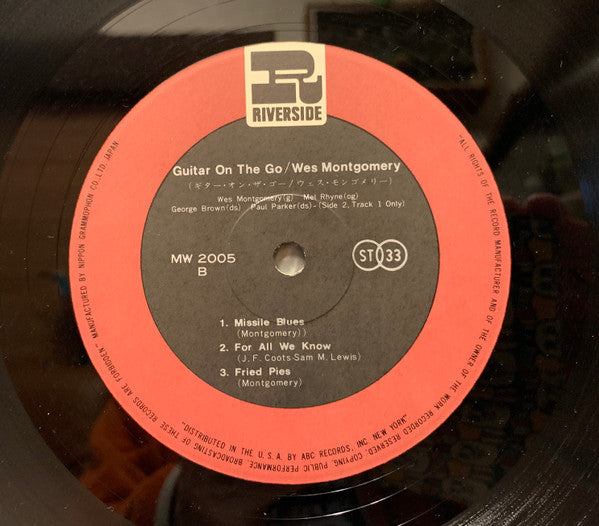 R
RIVERSIDE
Guitar On The Go/Wes Montgomery
(ギター・オン・ザ・ゴー/ウェス・モンゴメリー)
Wes Montgomery(g) Mel Rhyne(og)
George Brown(ds) Paul Parker(ds)-(Side 2, Track 1 Only)
MW 2005
B
ST 33
1. Missile Blues
(Montgomery))
2. For All We Know
(J. F. Coots-Sam M. Lewis)
3. Fried Pies
(Montgomery)
"DISTRIBUTED IN THE U. S. A. BY ABC RECORDS, INC. NEW YORK"
"ALL RIGHTS OF THE RECORD MANUFACTURER AND OF THE OWNER OF THE WORK RECORDED RESERVED. COPYING, PUBLIC PERFORMANCE, BROADCASTING OF THESE RECORDS ARE FORBIDDEN" MANUFACTURED BY NIPPON GRAMMOPHON CO., LTD. JAPAN